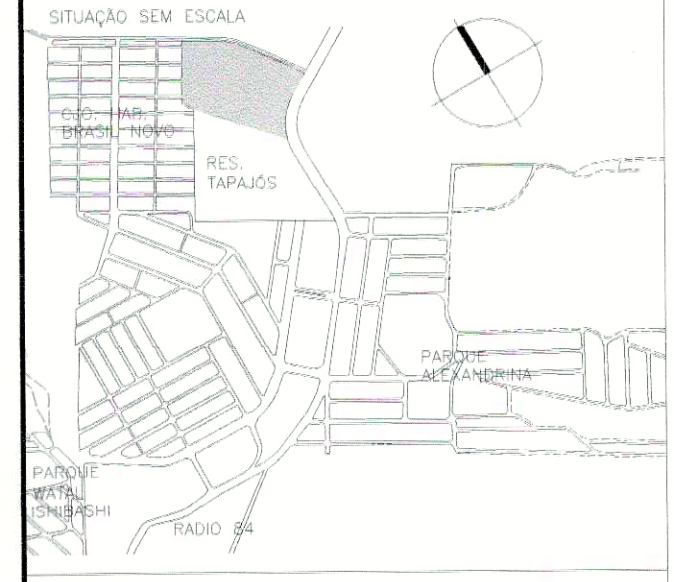 SITUAÇÃO SEM ESCALA
CJO. HAB.
BRASIL NOVO
RES.
TAPAJÓS
PARQUE
ALEXANDRINA
PARQUE
WATAL
ISHIBASHI
RADIO 84